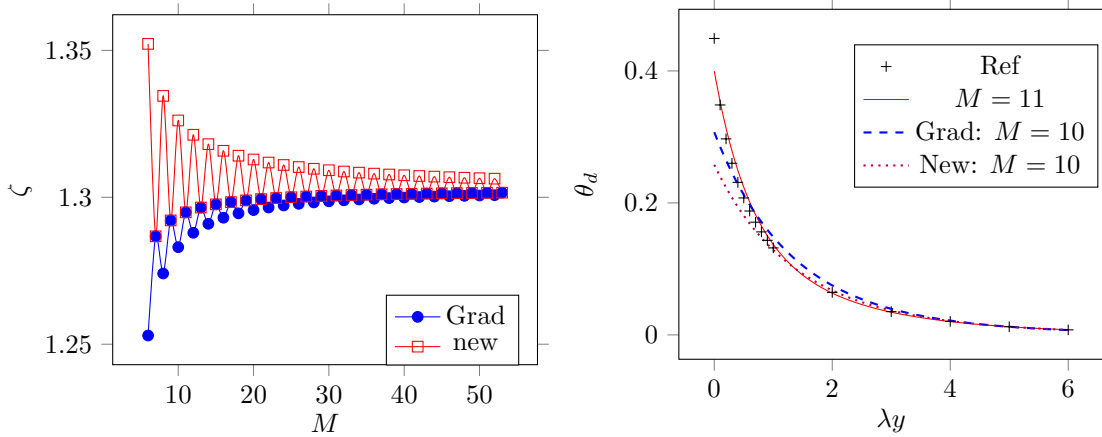 1.35
1.3
1.25
ζ
10 20 30 40 50
M
Grad
new
0.4
0.2
0
θd
0 2 4 6
λy
Ref
M = 11
Grad: M = 10
New: M = 10